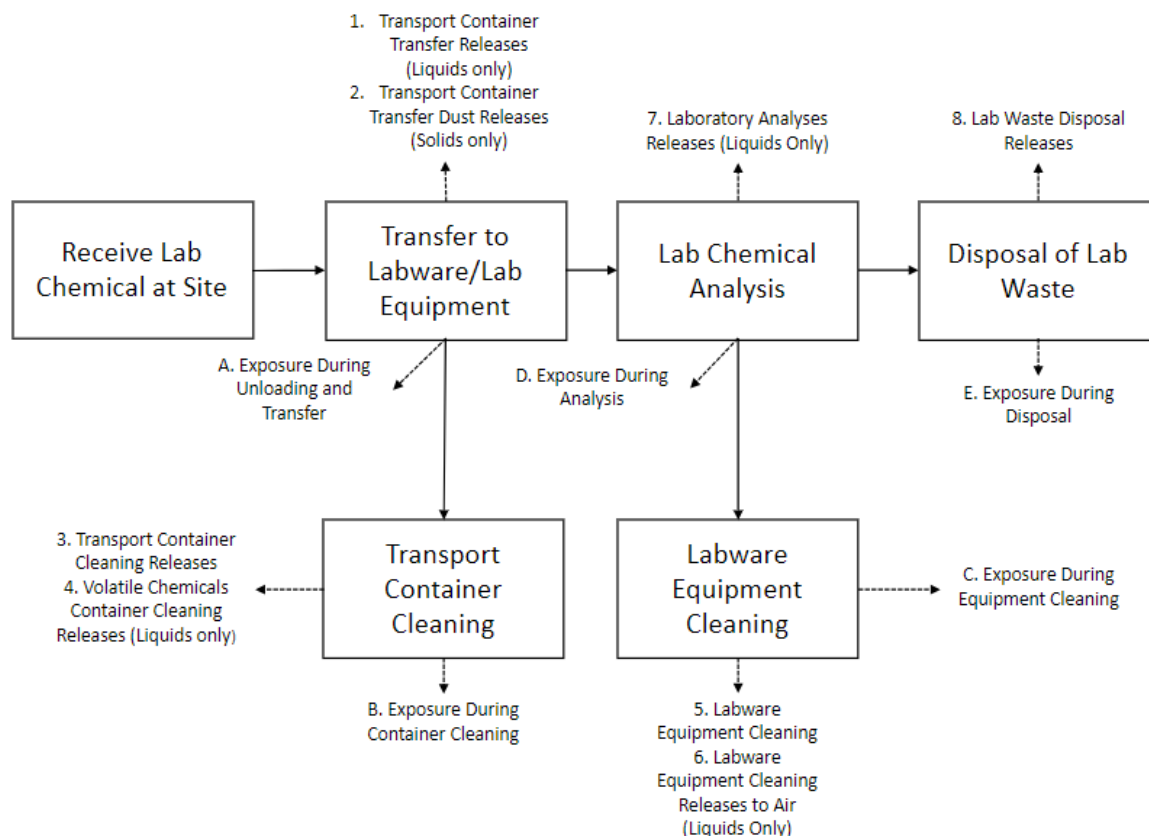 1. Transport Container
Transfer Releases
(Liquids only)
2. Transport Container
Transfer Dust Releases
(Solids only)
7. Laboratory Analyses
Releases (Liquids Only)
8. Lab Waste Disposal
Releases
Receive Lab
Chemical at Site
Transfer to
Labware/Lab
Equipment
Lab Chemical
Analysis
Disposal of Lab
Waste
A. Exposure During
Unloading and
Transfer
D. Exposure During
Analysis
E. Exposure During
Disposal
3. Transport Container
Cleaning Releases
4. Volatile Chemicals
Container Cleaning
Releases (Liquids only)
Transport
Container
Cleaning
Labware
Equipment
Cleaning
C. Exposure During
Equipment Cleaning
B. Exposure During
Container Cleaning
5. Labware
Equipment Cleaning
6. Labware
Equipment Cleaning
Releases to Air
(Liquids Only)